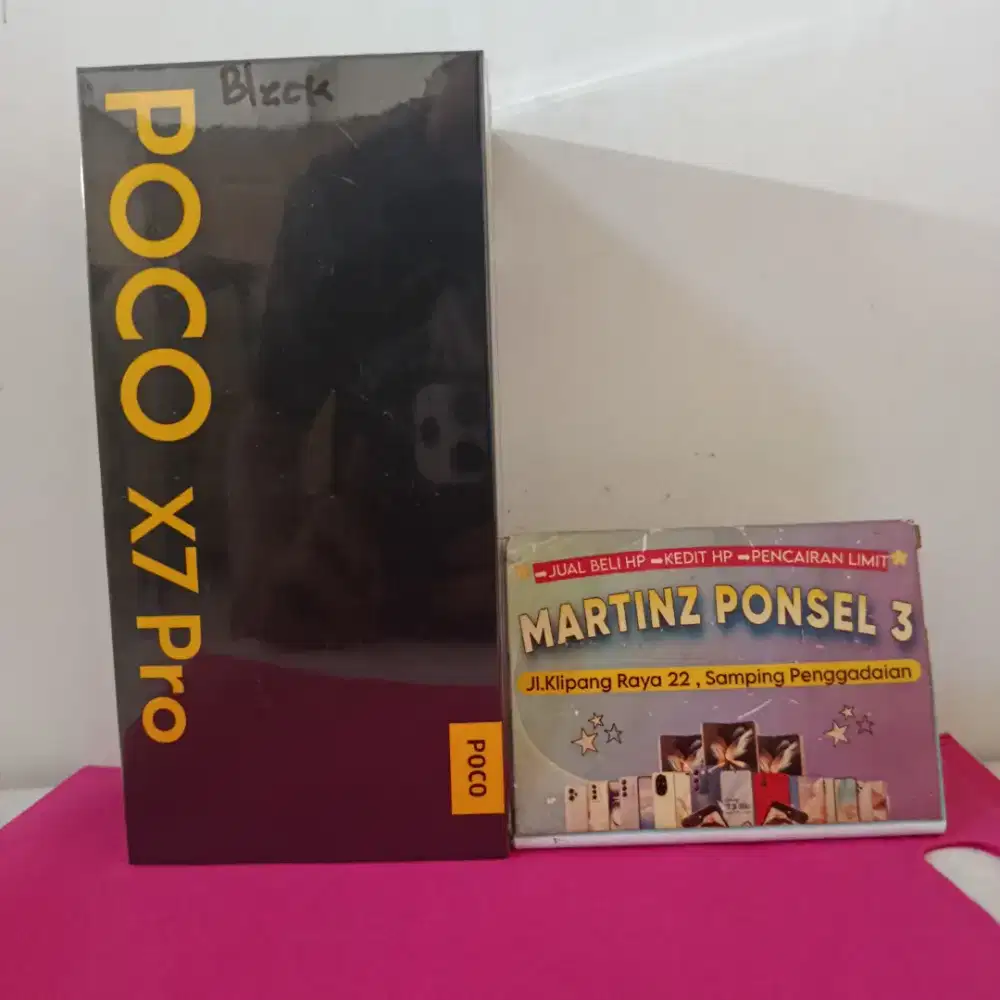 Black
POCO X7 Pro
POCO
JUAL BELI HP ➡KEDIT HP ➡PENCAIRAN LIMIT
MARTINZ PONSEL 3
Jl.Klipang Raya 22 , Samping Penggadaian